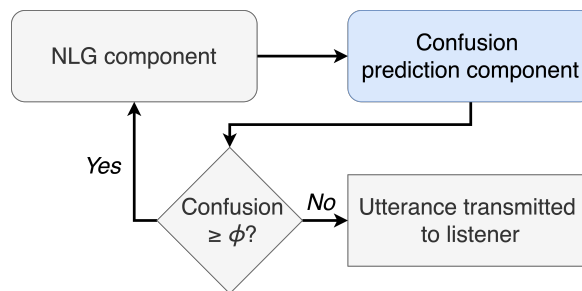 NLG component
Confusion
prediction component
Yes
Confusion
≥ ϕ?
No
Utterance transmitted
to listener